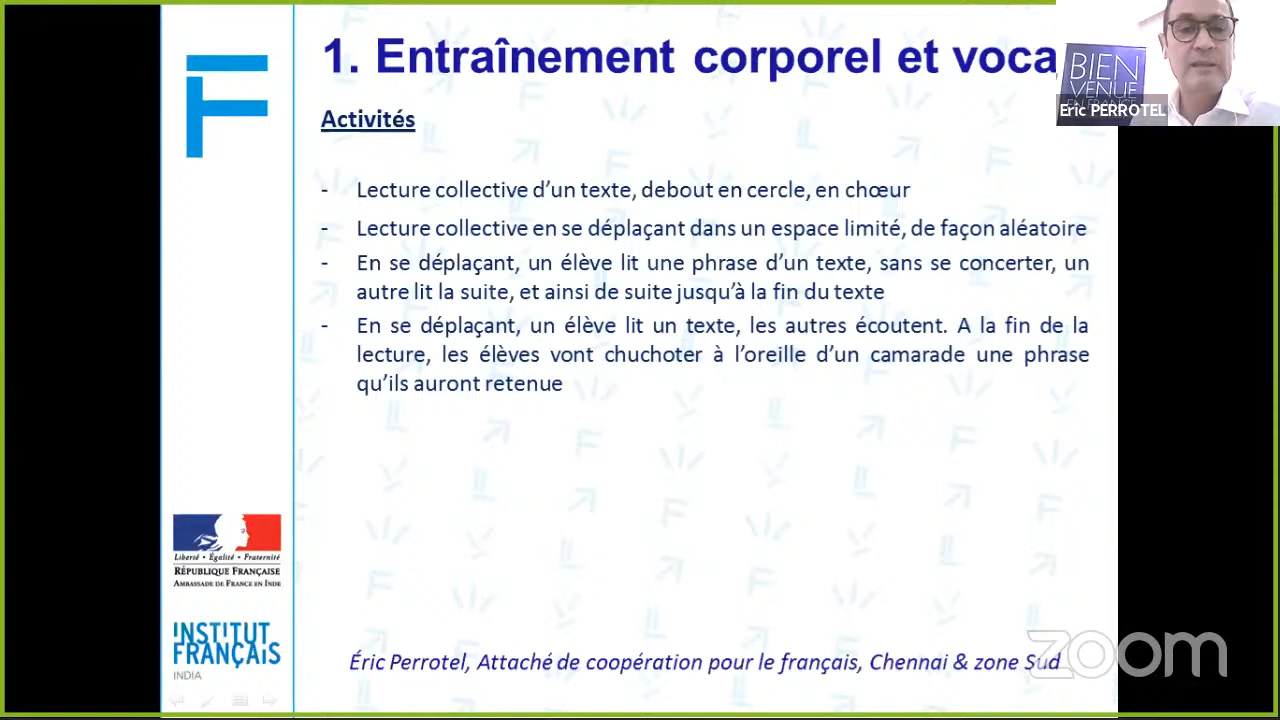 1. Entraînement corporel et voca
BIEN
VENUE
EN FRANCE
Eric PERROTEL
Activités
- Lecture collective d’un texte, debout en cercle, en chœur
- Lecture collective en se déplaçant dans un espace limité, de façon aléatoire
- En se déplaçant, un élève lit une phrase d’un texte, sans se concerter, un
autre lit la suite, et ainsi de suite jusqu’à la fin du texte
- En se déplaçant, un élève lit un texte, les autres écoutent. A la fin de la
lecture, les élèves vont chuchoter à l’oreille d’un camarade une phrase
qu’ils auront retenue
Liberté • Égalité • Fraternité
RÉPUBLIQUE FRANÇAISE
AMBASSADE DE FRANCE EN INDE
INSTITUT
FRANÇAIS
INDIA
Éric Perrotel, Attaché de coopération pour le français, Chennai & zone Sud
zoom